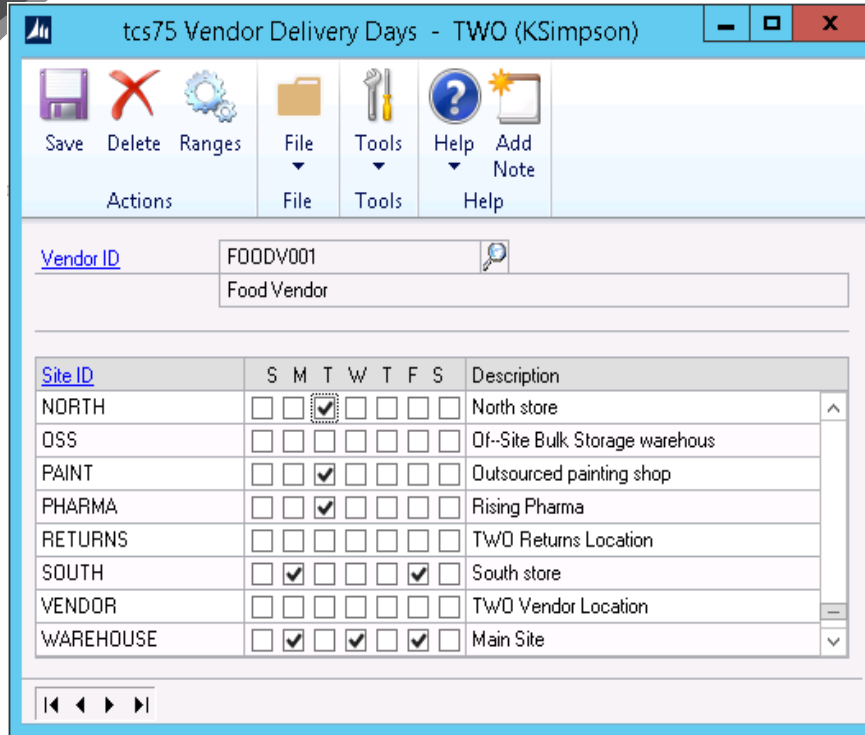 tcs75 Vendor Delivery Days - TWO (KSimpson)
Save Delete Ranges File Tools Help Add Note
Actions File Tools Help
Vendor ID FOODV001
Food Vendor
Site ID S M T W T F S Description
NORTH North store
OSS Of--Site Bulk Storage warehous
PAINT Outsourced painting shop
PHARMA Rising Pharma
RETURNS TWO Returns Location
SOUTH South store
VENDOR TWO Vendor Location
WAREHOUSE Main Site